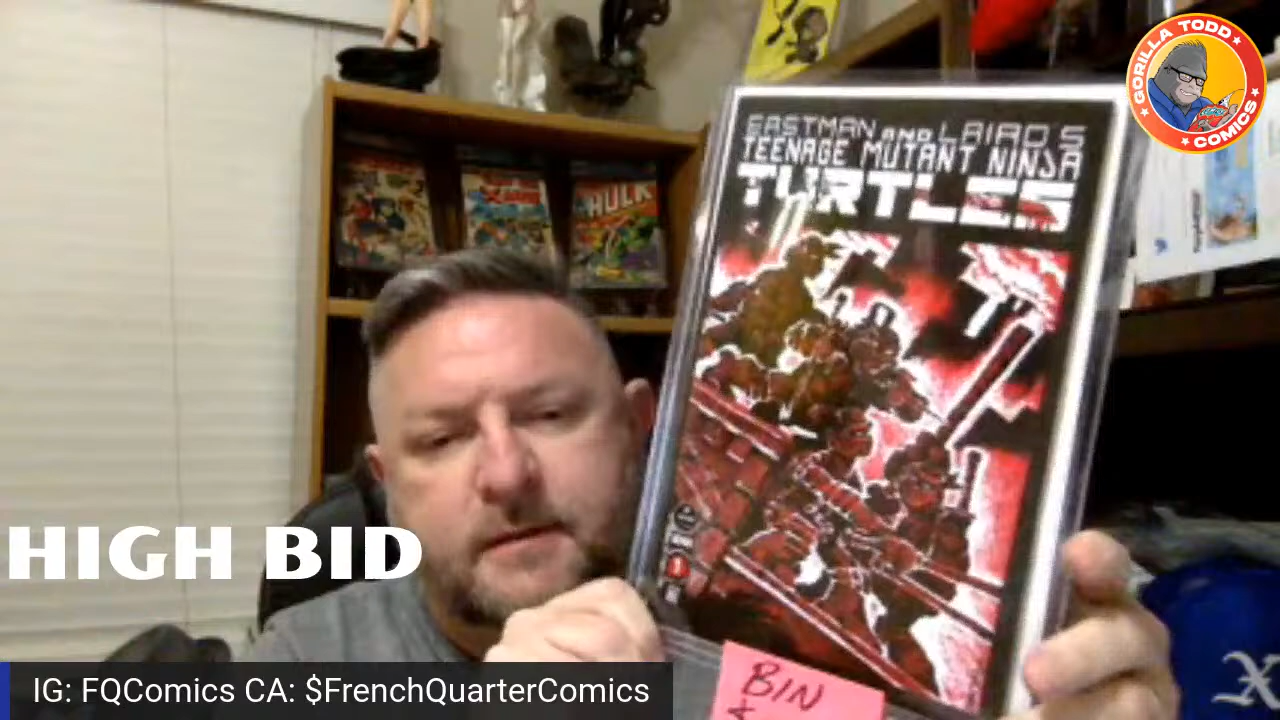 GORILLA TODD
COMICS
EASTMAN AND LAIRD'S
TEENAGE MUTANT NINJA
TURTLES
HULK
HIGH BID
BIN
IG: FQComics CA: $FrenchQuarterComics